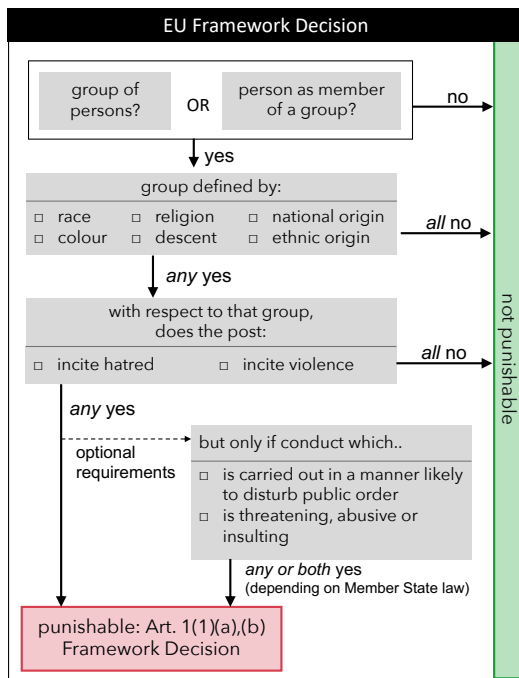 EU Framework Decision
group of
persons?
OR
person as member
of a group?
no
yes
group defined by:
□ race □ religion □ national origin
□ colour □ descent □ ethnic origin
all no
any yes
with respect to that group,
does the post:
□ incite hatred □ incite violence
all no
not punishable
any yes
optional
requirements
but only if conduct which..
□ is carried out in a manner likely
to disturb public order
□ is threatening, abusive or
insulting
any or both yes
(depending on Member State law)
punishable: Art. 1(1)(a),(b)
Framework Decision